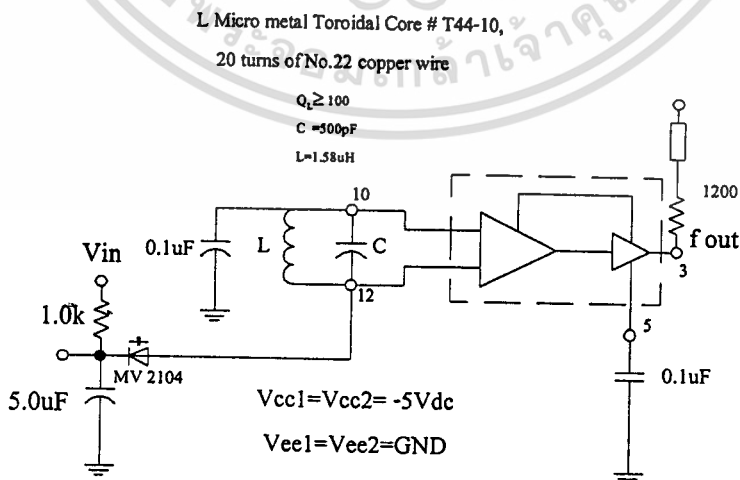 L Micro metal Toroidal Core # T44-10,
20 turns of No.22 copper wire
Q_L≥ 100
C =500pF
L=1.58uH
10
1200
0.1uF
L
C
f out
3
Vin
12
1.0k
5
MV 2104
0.1uF
5.0uF
Vcc1=Vcc2= -5Vdc
Vee1=Vee2=GND